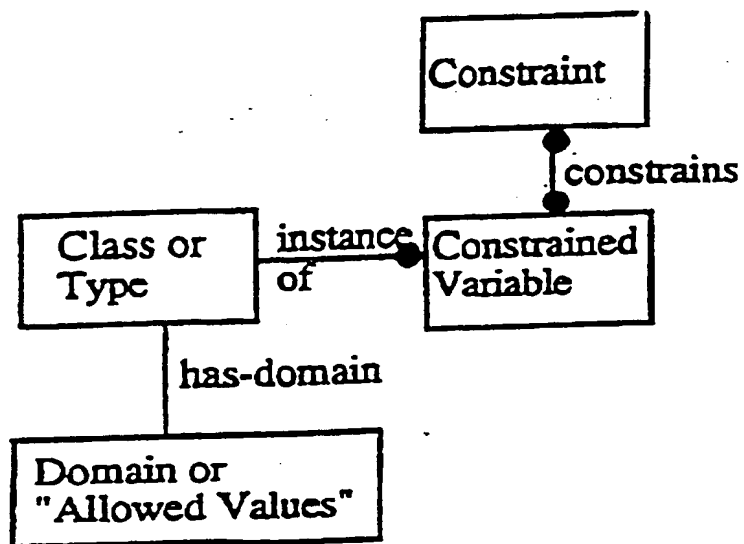 Constraint
constrains
Class or
Type
instance
of
Constrained
Variable
has-domain
Domain or
"Allowed Values"